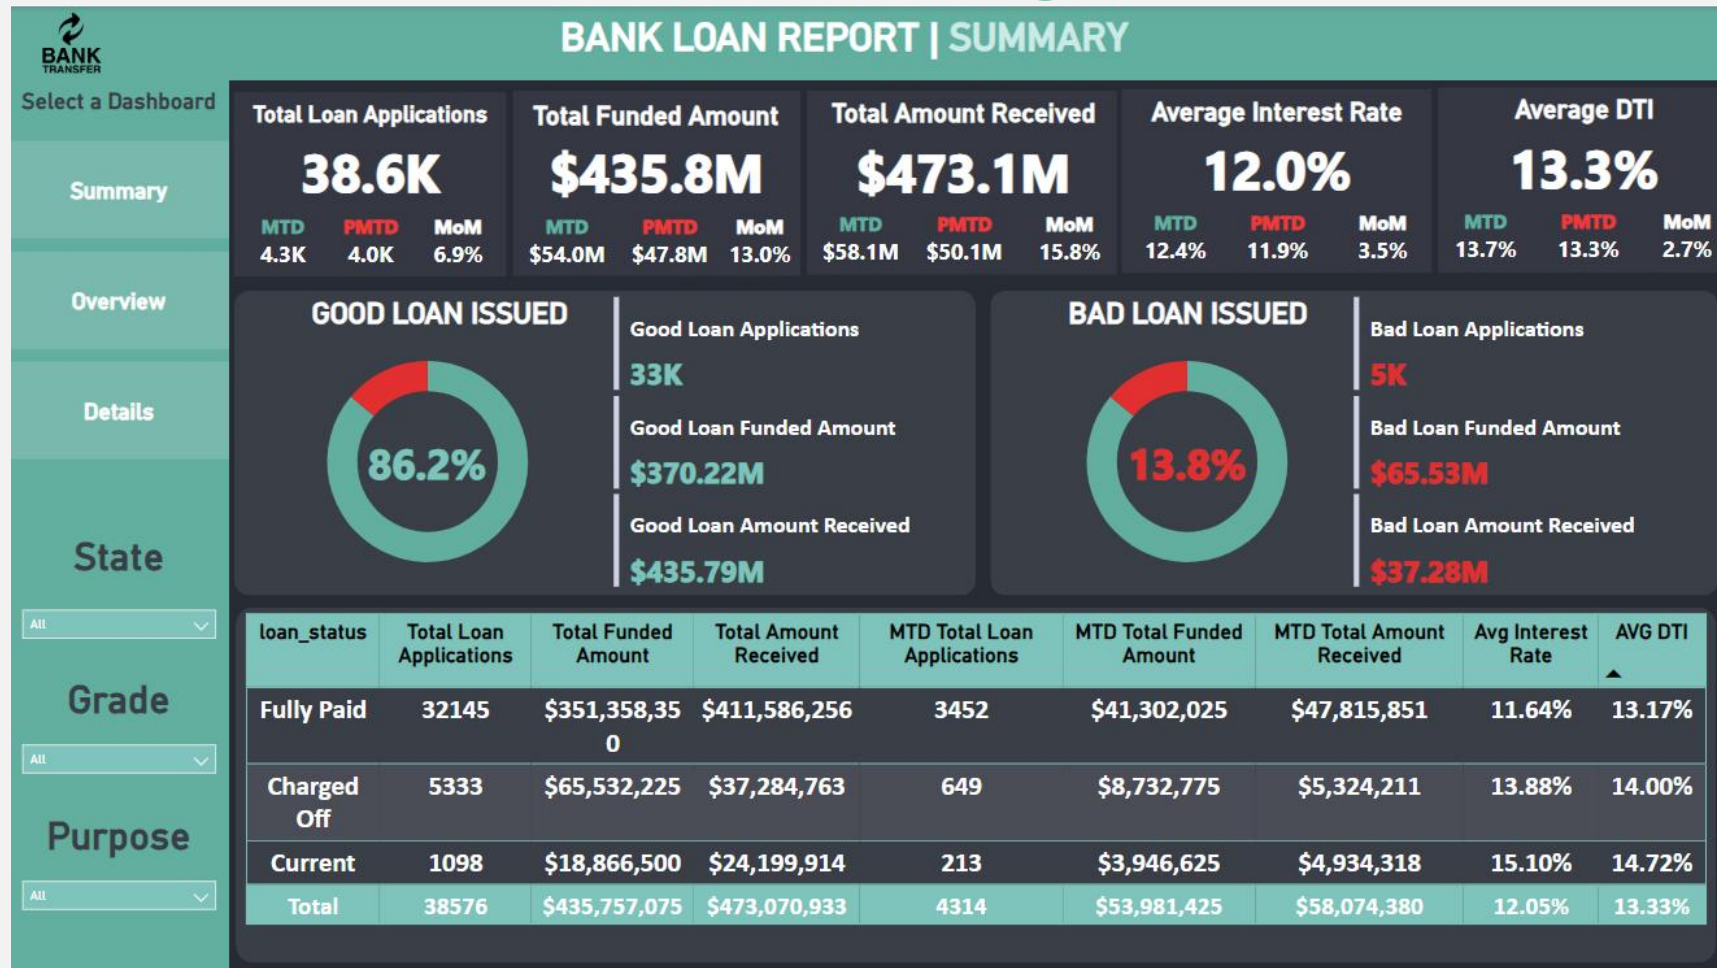 BANK LOAN REPORT | SUMMARY
BANK
TRANSFER
Select a Dashboard
Summary
Overview
Details
State
All
Grade
All
Purpose
All
Total Loan Applications
38.6K
MTD PMTD MoM
4.3K 4.0K 6.9%
Total Funded Amount
$435.8M
MTD PMTD MoM
$54.0M $47.8M 13.0%
Total Amount Received
$473.1M
MTD PMTD MoM
$58.1M $50.1M 15.8%
Average Interest Rate
12.0%
MTD PMTD MoM
12.4% 11.9% 3.5%
Average DTI
13.3%
MTD PMTD MoM
13.7% 13.3% 2.7%
GOOD LOAN ISSUED
86.2%
Good Loan Applications
33K
Good Loan Funded Amount
$370.22M
Good Loan Amount Received
$435.79M
BAD LOAN ISSUED
13.8%
Bad Loan Applications
5K
Bad Loan Funded Amount
$65.53M
Bad Loan Amount Received
$37.28M
loan_status Total Loan Total Funded Total Amount MTD Total Loan MTD Total Funded MTD Total Amount Avg Interest AVG DTI
Applications Amount Received Applications Amount Received Rate
Fully Paid 32145 $351,358,35 $411,586,256 3452 $41,302,025 $47,815,851 11.64% 13.17%
0
Charged 5333 $65,532,225 $37,284,763 649 $8,732,775 $5,324,211 13.88% 14.00%
Off
Current 1098 $18,866,500 $24,199,914 213 $3,946,625 $4,934,318 15.10% 14.72%
Total 38576 $435,757,075 $473,070,933 4314 $53,981,425 $58,074,380 12.05% 13.33%